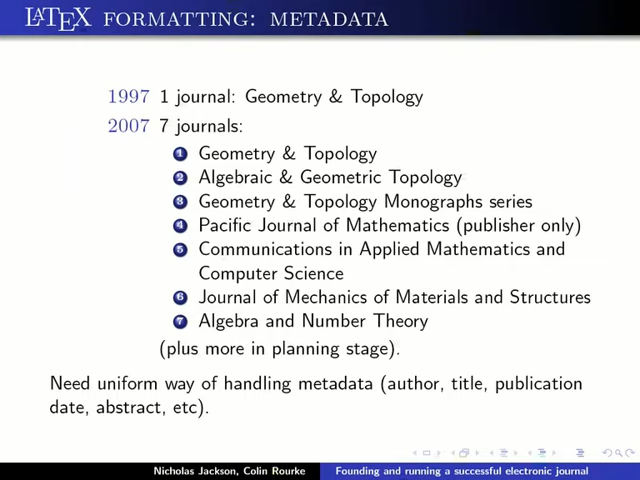 LATEX FORMATTING: METADATA
1997 1 journal: Geometry & Topology
2007 7 journals:
1 Geometry & Topology
2 Algebraic & Geometric Topology
3 Geometry & Topology Monographs series
4 Pacific Journal of Mathematics (publisher only)
5 Communications in Applied Mathematics and
Computer Science
6 Journal of Mechanics of Materials and Structures
7 Algebra and Number Theory
(plus more in planning stage).
Need uniform way of handling metadata (author, title, publication
date, abstract, etc).
Nicholas Jackson, Colin Rourke Founding and running a successful electronic journal